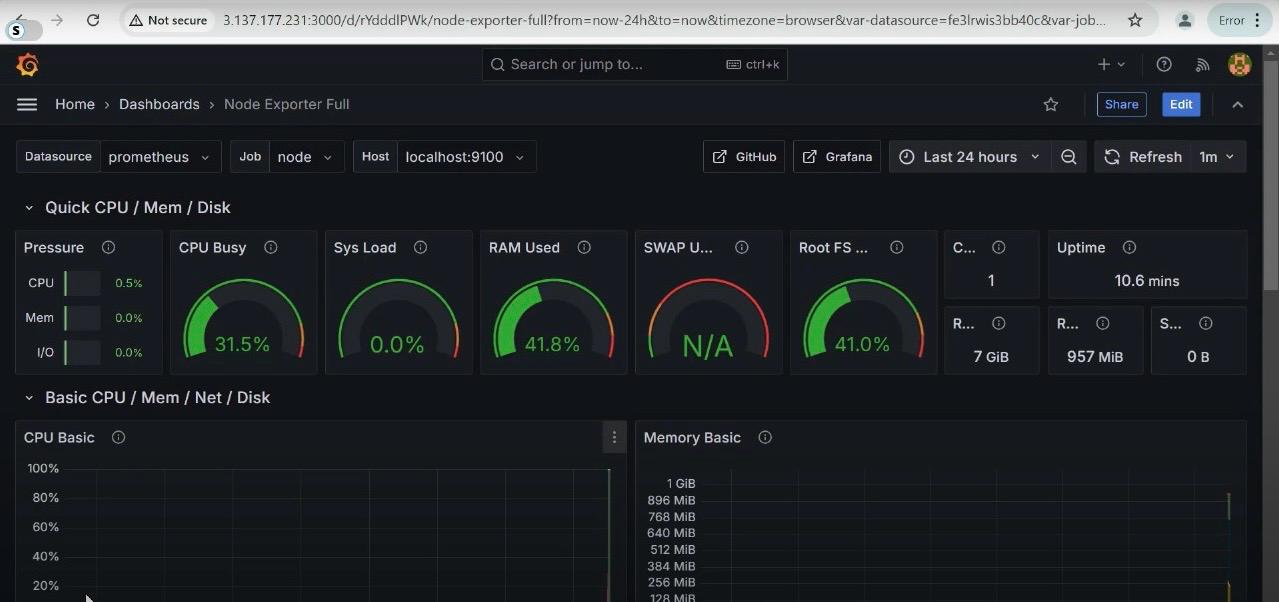 S
Not secure
3.137.177.231:3000/d/rYdddlPWk/node-exporter-full?from=now-24h&to=now&timezone=browser&var-datasource=fe3lrwis3bb40c&var-job...
Error
Search or jump to...
ctrl+k
Home > Dashboards > Node Exporter Full
Share
Edit
Datasource
prometheus
Job
node
Host
localhost:9100
GitHub
Grafana
Last 24 hours
Refresh
1m
Quick CPU / Mem / Disk
Pressure
CPU 0.5%
Mem 0.0%
I/O 0.0%
CPU Busy
31.5%
Sys Load
0.0%
RAM Used
41.8%
SWAP U...
N/A
Root FS ...
41.0%
C...
1
Uptime
10.6 mins
R...
7 GiB
R...
957 MiB
S...
0 B
Basic CPU / Mem / Net / Disk
CPU Basic
100%
80%
60%
40%
20%
Memory Basic
1 GiB
896 MiB
768 MiB
640 MiB
512 MiB
384 MiB
256 MiB
128 MiB